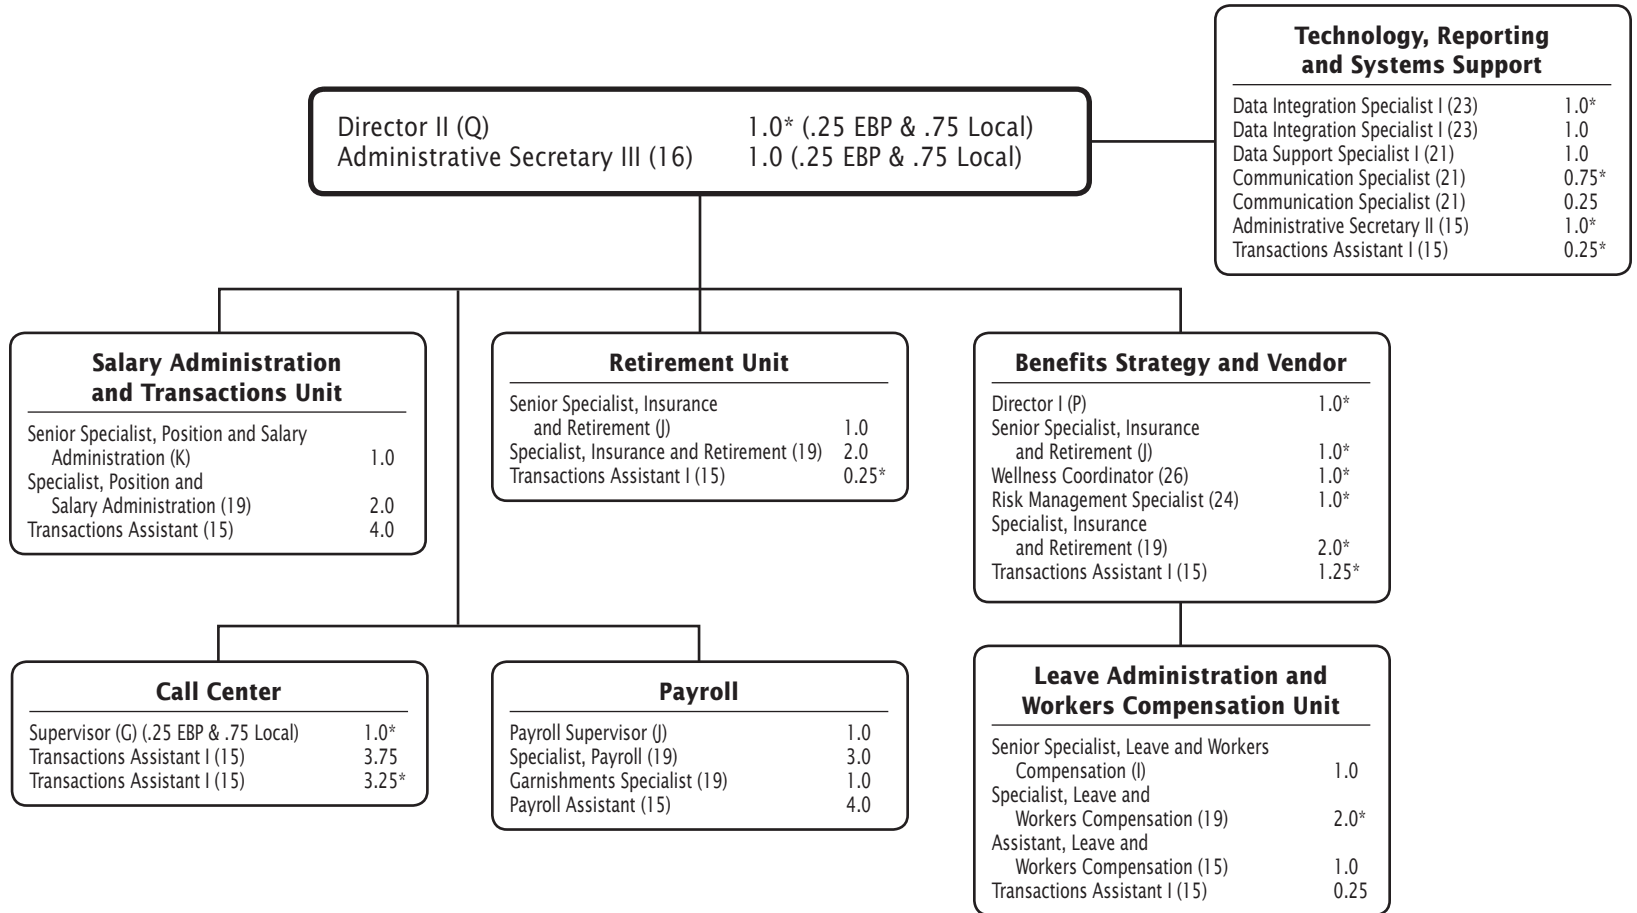 Technology, Reporting
and Systems Support
Data Integration Specialist I (23) 1.0*
Data Integration Specialist I (23) 1.0
Data Support Specialist I (21) 1.0
Communication Specialist (21) 0.75*
Communication Specialist (21) 0.25
Administrative Secretary II (15) 1.0*
Transactions Assistant I (15) 0.25*
Director II (Q) 1.0* (.25 EBP & .75 Local)
Administrative Secretary III (16) 1.0 (.25 EBP & .75 Local)
Salary Administration
and Transactions Unit
Senior Specialist, Position and Salary
Administration (K) 1.0
Specialist, Position and
Salary Administration (19) 2.0
Transactions Assistant (15) 4.0
Retirement Unit
Senior Specialist, Insurance
and Retirement (J) 1.0
Specialist, Insurance and Retirement (19) 2.0
Transactions Assistant I (15) 0.25*
Benefits Strategy and Vendor
Director I (P) 1.0*
Senior Specialist, Insurance
and Retirement (J) 1.0*
Wellness Coordinator (26) 1.0*
Risk Management Specialist (24) 1.0*
Specialist, Insurance
and Retirement (19) 2.0*
Transactions Assistant I (15) 1.25*
Call Center
Supervisor (G) (.25 EBP & .75 Local) 1.0*
Transactions Assistant I (15) 3.75
Transactions Assistant I (15) 3.25*
Payroll
Payroll Supervisor (J) 1.0
Specialist, Payroll (19) 3.0
Garnishments Specialist (19) 1.0
Payroll Assistant (15) 4.0
Leave Administration and
Workers Compensation Unit
Senior Specialist, Leave and Workers
Compensation (I) 1.0
Specialist, Leave and
Workers Compensation (19) 2.0*
Assistant, Leave and
Workers Compensation (15) 1.0
Transactions Assistant I (15) 0.25